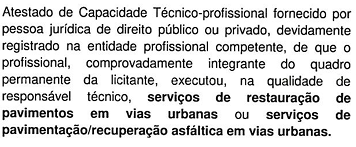 Atestado de Capacidade Técnico-profissional fornecido por
pessoa jurídica de direito público ou privado, devidamente
registrado na entidade profissional competente, de que o
profissional, comprovadamente integrante do quadro
permanente da licitante, executou, na qualidade de
responsável técnico, serviços de restauração de
pavimentos em vias urbanas ou serviços de
pavimentação/recuperação asfáltica em vias urbanas.